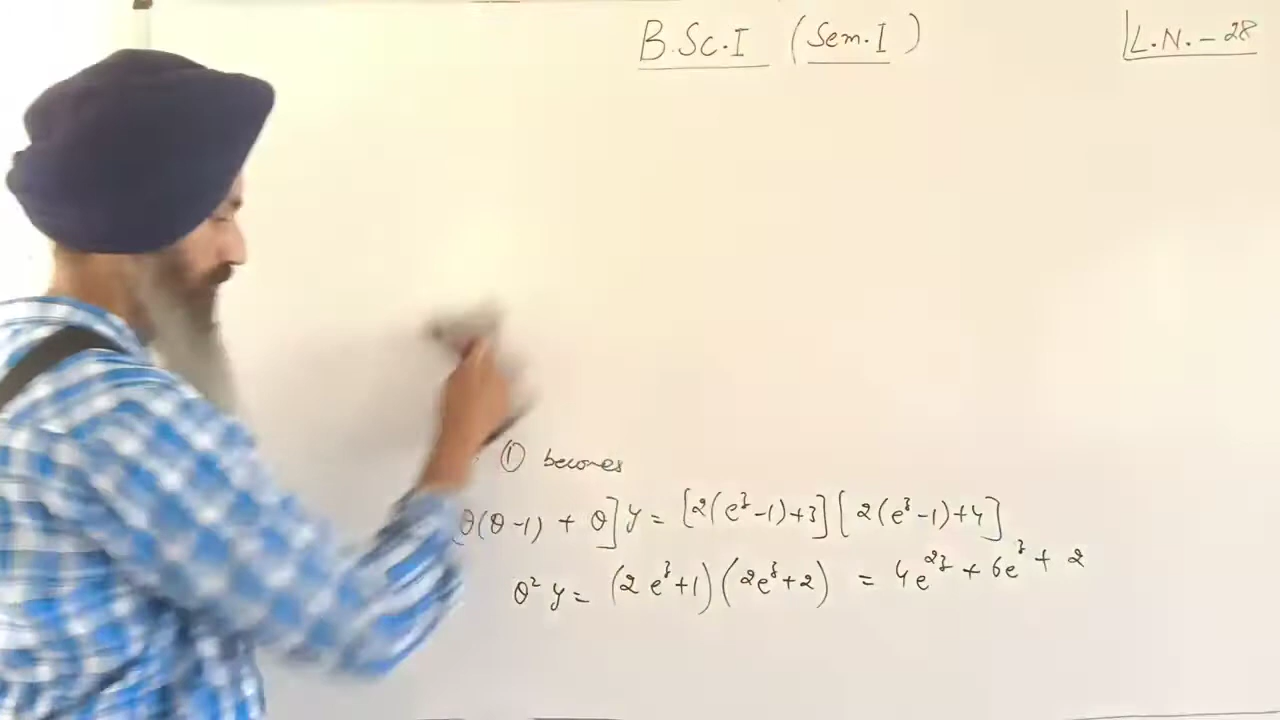 B.Sc.I (Sem.I)
L.N. - 28
① becomes
θ(θ-1) + θ]y = [2(e^z-1)+3][2(e^z-1)+4]
θ² y = (2e^z+1)(2e^z+2) = 4e^2z + 6e^z + 2